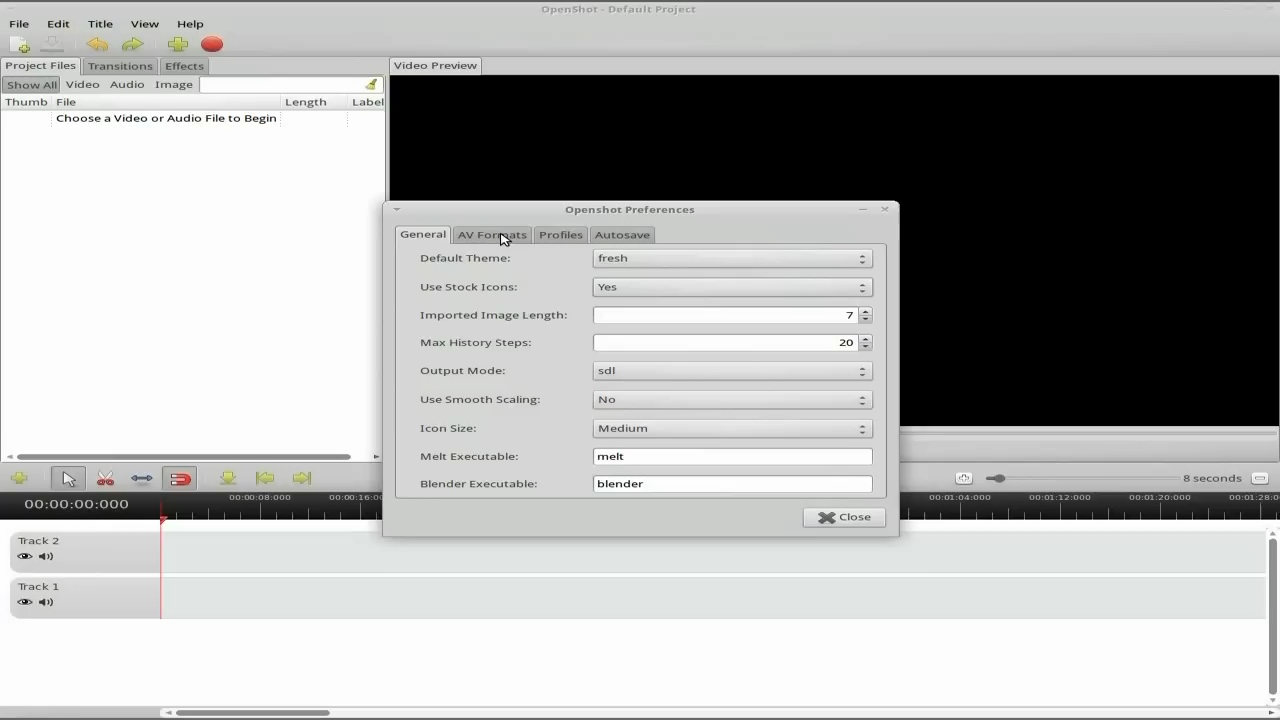 OpenShot - Default Project
File Edit Title View Help
Project Files Transitions Effects
Video Preview
Show All Video Audio Image
Thumb File Length Label
Choose a Video or Audio File to Begin
Openshot Preferences
General AV Formats Profiles Autosave
Default Theme: fresh
Use Stock Icons: Yes
Imported Image Length: 7
Max History Steps: 20
Output Mode: sdl
Use Smooth Scaling: No
Icon Size: Medium
Melt Executable: melt
Blender Executable: blender
Close
8 seconds
00:00:00:000 00:00:08:000 00:00:16:00 00:01:04:000 00:01:12:000 00:01:20:000 00:01:28:0
Track 2
Track 1